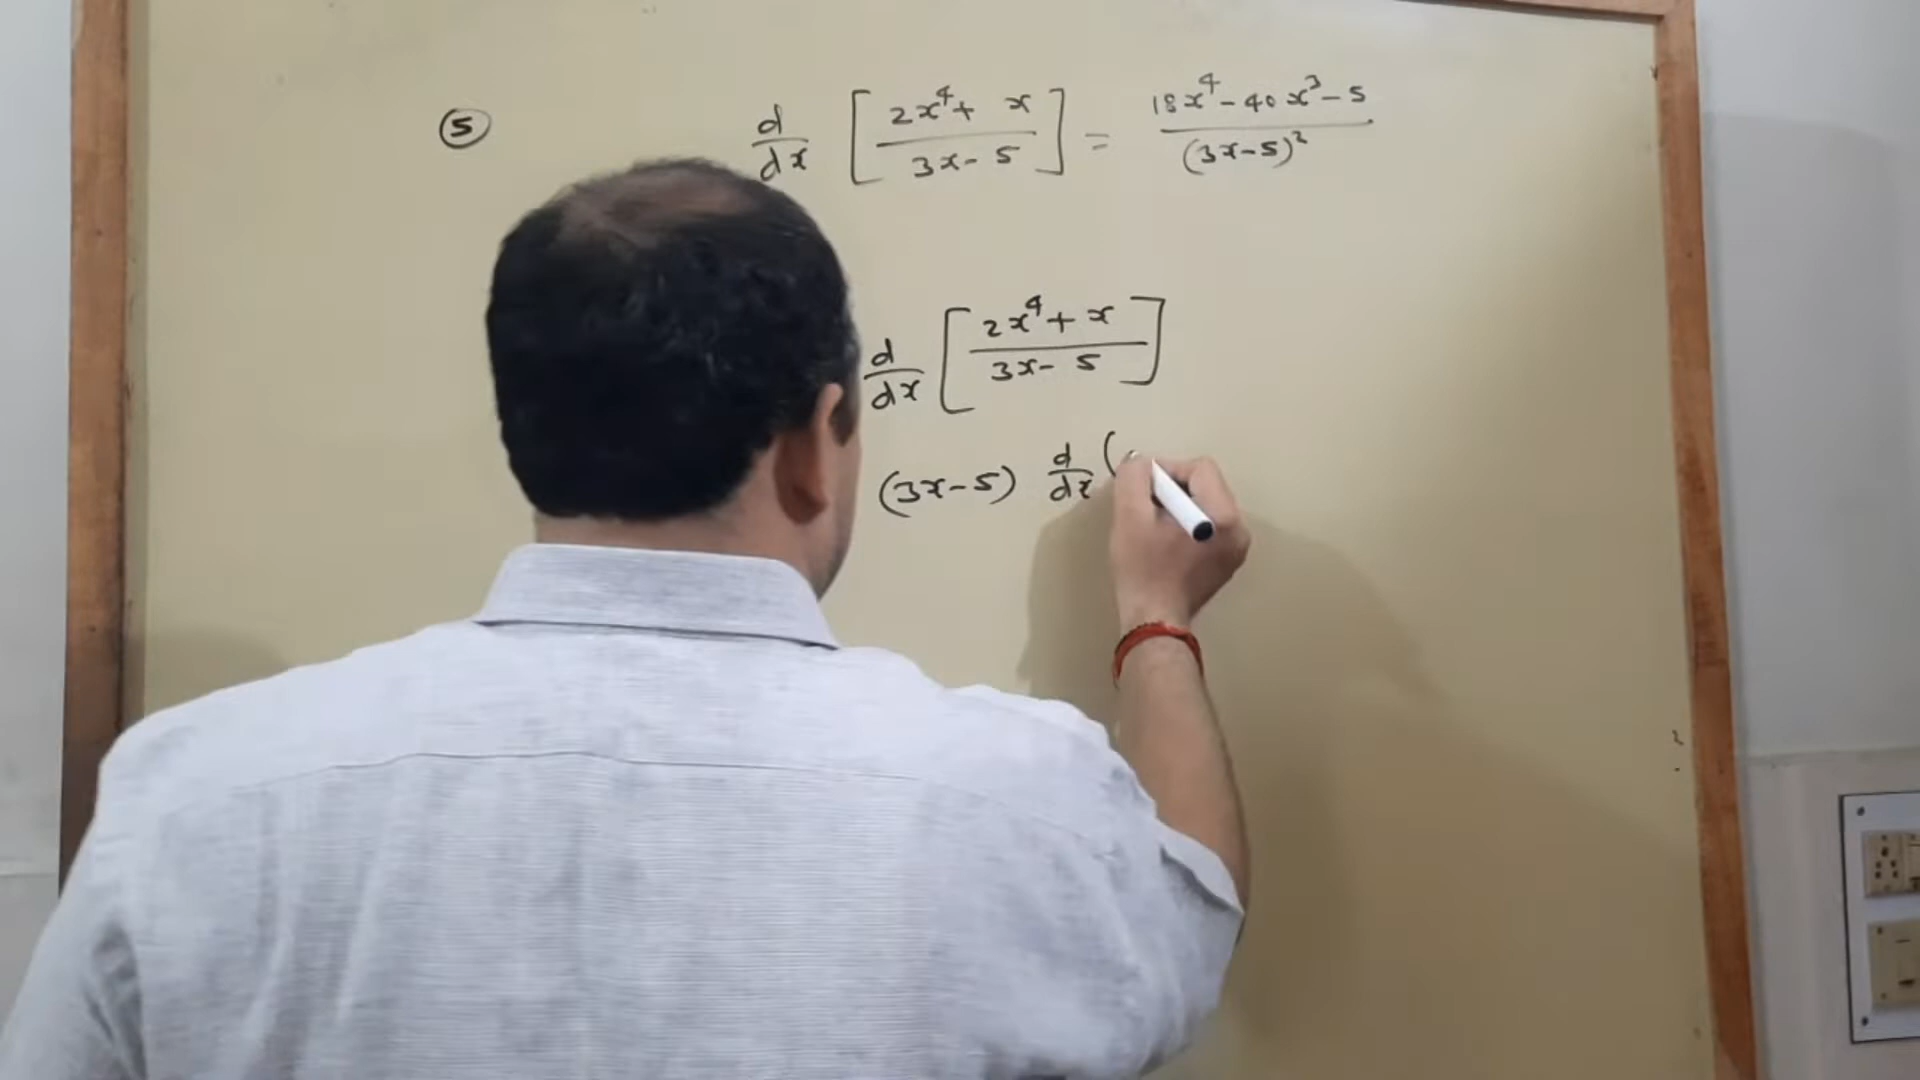 ⑤ d/dx [ (2x⁴ + x)/(3x - 5) ] = (18x⁴ - 40x³ - 5)/(3x-5)²
d/dx [ (2x⁴ + x)/(3x - 5) ]
(3x-5) d/dx (